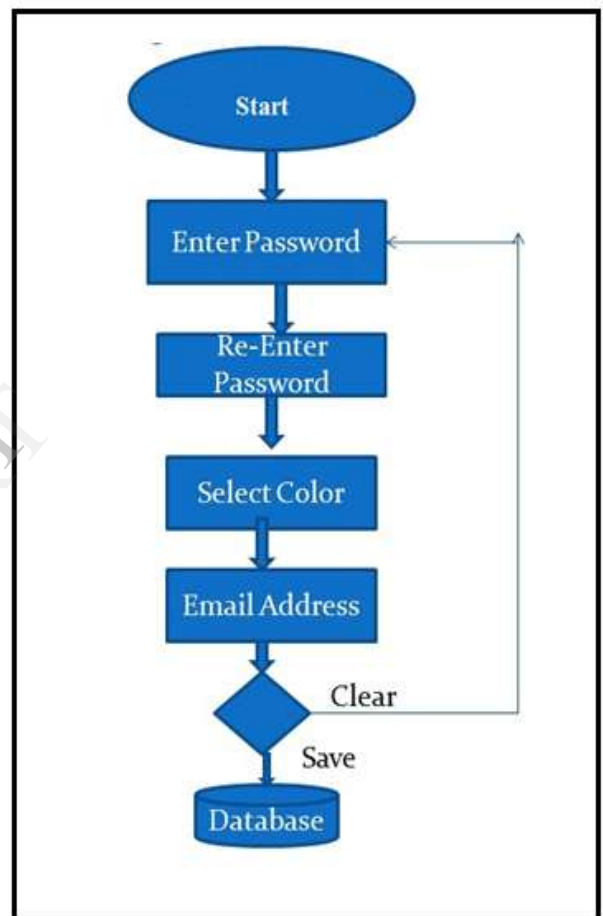 Start
Enter Password
Re-Enter
Password
Select Color
Email Address
Clear
Save
Database